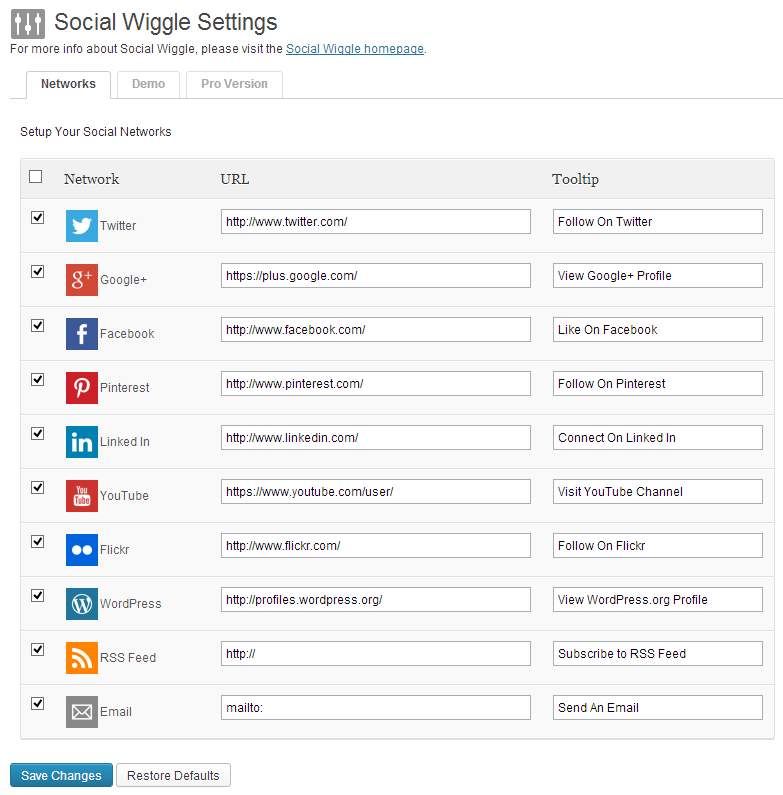 Social Wiggle Settings
For more info about Social Wiggle, please visit the Social Wiggle homepage.
Networks Demo Pro Version
Setup Your Social Networks
Network URL Tooltip
Twitter http://www.twitter.com/ Follow On Twitter
g+ Google+ https://plus.google.com/ View Google+ Profile
f Facebook http://www.facebook.com/ Like On Facebook
Pinterest http://www.pinterest.com/ Follow On Pinterest
in Linked In http://www.linkedin.com/ Connect On Linked In
You Tube YouTube https://www.youtube.com/user/ Visit YouTube Channel
Flickr http://www.flickr.com/ Follow On Flickr
WordPress http://profiles.wordpress.org/ View WordPress.org Profile
RSS Feed http:// Subscribe to RSS Feed
Email mailto: Send An Email
Save Changes Restore Defaults